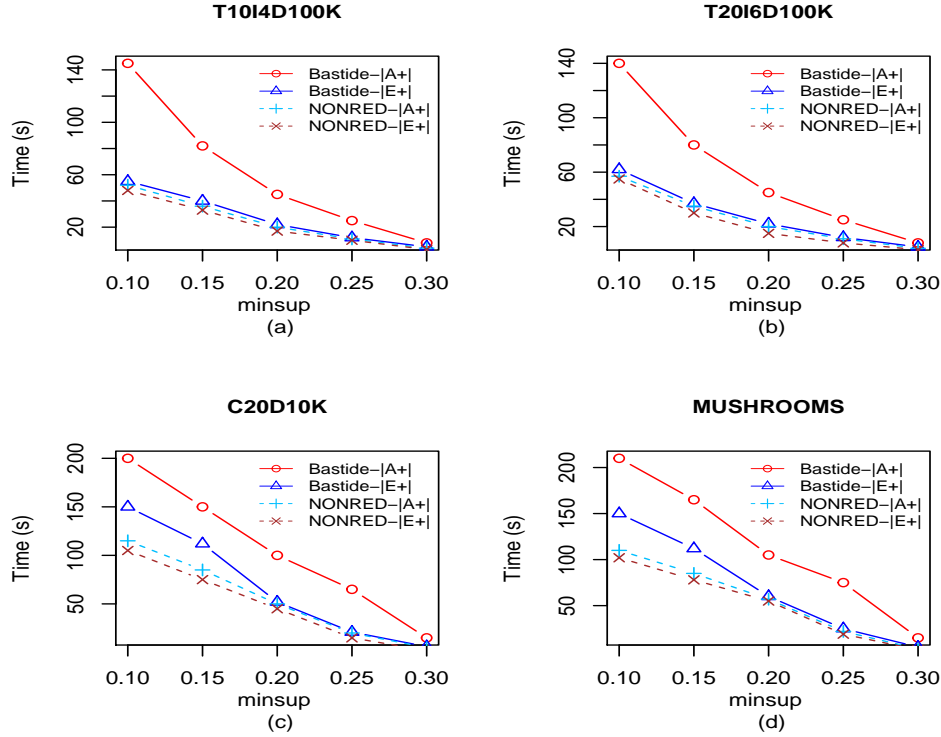 T10I4D100K
Time (s)
20
60
100
140
Bastide−|A+|
Bastide−|E+|
NONRED−|A+|
NONRED−|E+|
0.10 0.15 0.20 0.25 0.30
minsup
(a)
T20I6D100K
Time (s)
20
60
100
140
Bastide−|A+|
Bastide−|E+|
NONRED−|A+|
NONRED−|E+|
0.10 0.15 0.20 0.25 0.30
minsup
(b)
C20D10K
Time (s)
50
100
150
200
Bastide−|A+|
Bastide−|E+|
NONRED−|A+|
NONRED−|E+|
0.10 0.15 0.20 0.25 0.30
minsup
(c)
MUSHROOMS
Time (s)
50
100
150
200
Bastide−|A+|
Bastide−|E+|
NONRED−|A+|
NONRED−|E+|
0.10 0.15 0.20 0.25 0.30
minsup
(d)